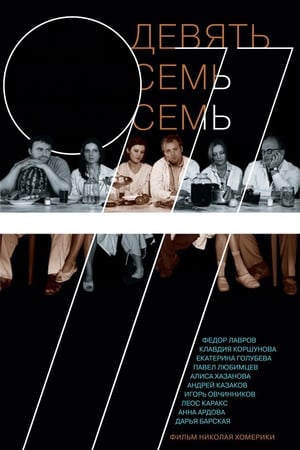 ДЕВЯТЬ
СЕМЬ
СЕМЬ
977
ФЕДОР ЛАВРОВ
КЛАВДИЯ КОРШУНОВА
ЕКАТЕРИНА ГОЛУБЕВА
ПАВЕЛ ЛЮБИМЦЕВ
АЛИСА ХАЗАНОВА
АНДРЕЙ КАЗАКОВ
ИГОРЬ ОВЧИННИКОВ
ЛЕОС КАРАКС
АННА АРДОВА
ДАРЬЯ БАРСКАЯ
ФИЛЬМ НИКОЛАЯ ХОМЕРИКИ